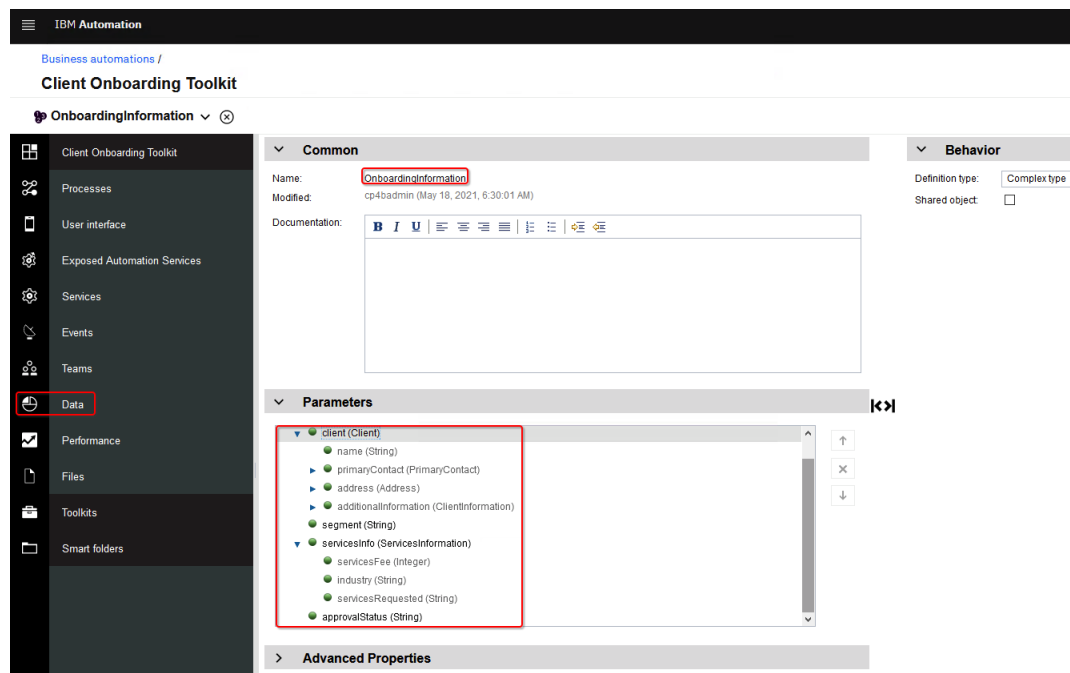 IBM Automation
Business automations /
Client Onboarding Toolkit
OnboardingInformation
Client Onboarding Toolkit
Processes
User interface
Exposed Automation Services
Services
Events
Teams
Data
Performance
Files
Toolkits
Smart folders
Common
Name: OnboardingInformation
Modified: cp4badmin (May 18, 2021, 6:30:01 AM)
Documentation:
B I U
Parameters
client (Client)
name (String)
primaryContact (PrimaryContact)
address (Address)
additionalInformation (ClientInformation)
segment (String)
servicesInfo (ServicesInformation)
servicesFee (Integer)
industry (String)
servicesRequested (String)
approvalStatus (String)
Advanced Properties
Behavior
Definition type: Complex type
Shared object: